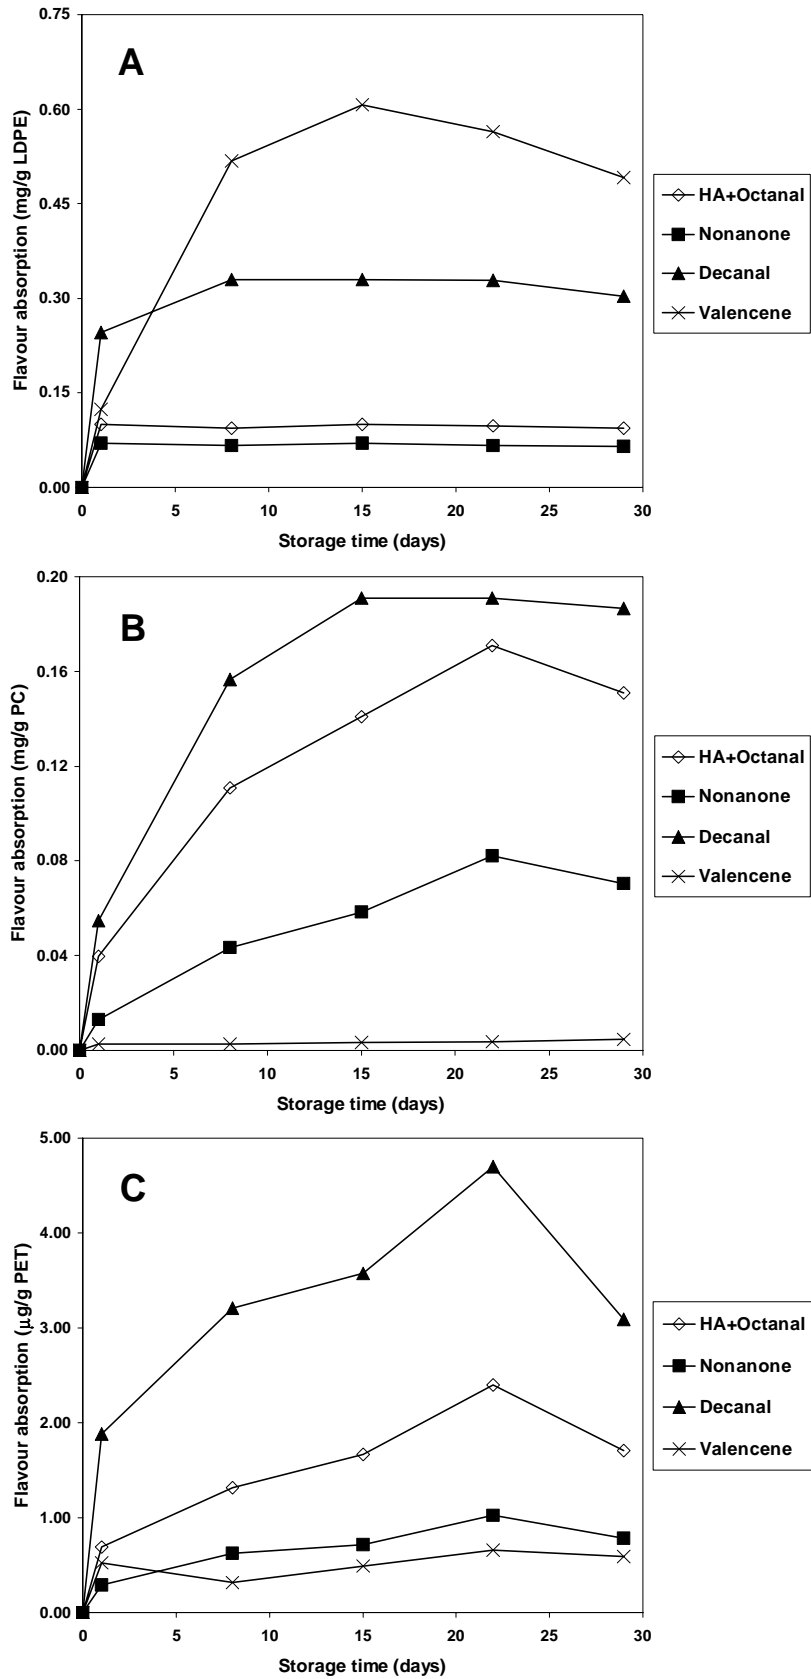 0.75
A
0.60
0.45
0.30
0.15
0.00
0 5 10 15 20 25 30
Flavour absorption (mg/g LDPE)
Storage time (days)
HA+Octanal
Nonanone
Decanal
Valencene
0.20
B
0.16
0.12
0.08
0.04
0.00
0 5 10 15 20 25 30
Flavour absorption (mg/g PC)
Storage time (days)
HA+Octanal
Nonanone
Decanal
Valencene
5.00
C
4.00
3.00
2.00
1.00
0.00
0 5 10 15 20 25 30
Flavour absorption (μg/g PET)
Storage time (days)
HA+Octanal
Nonanone
Decanal
Valencene